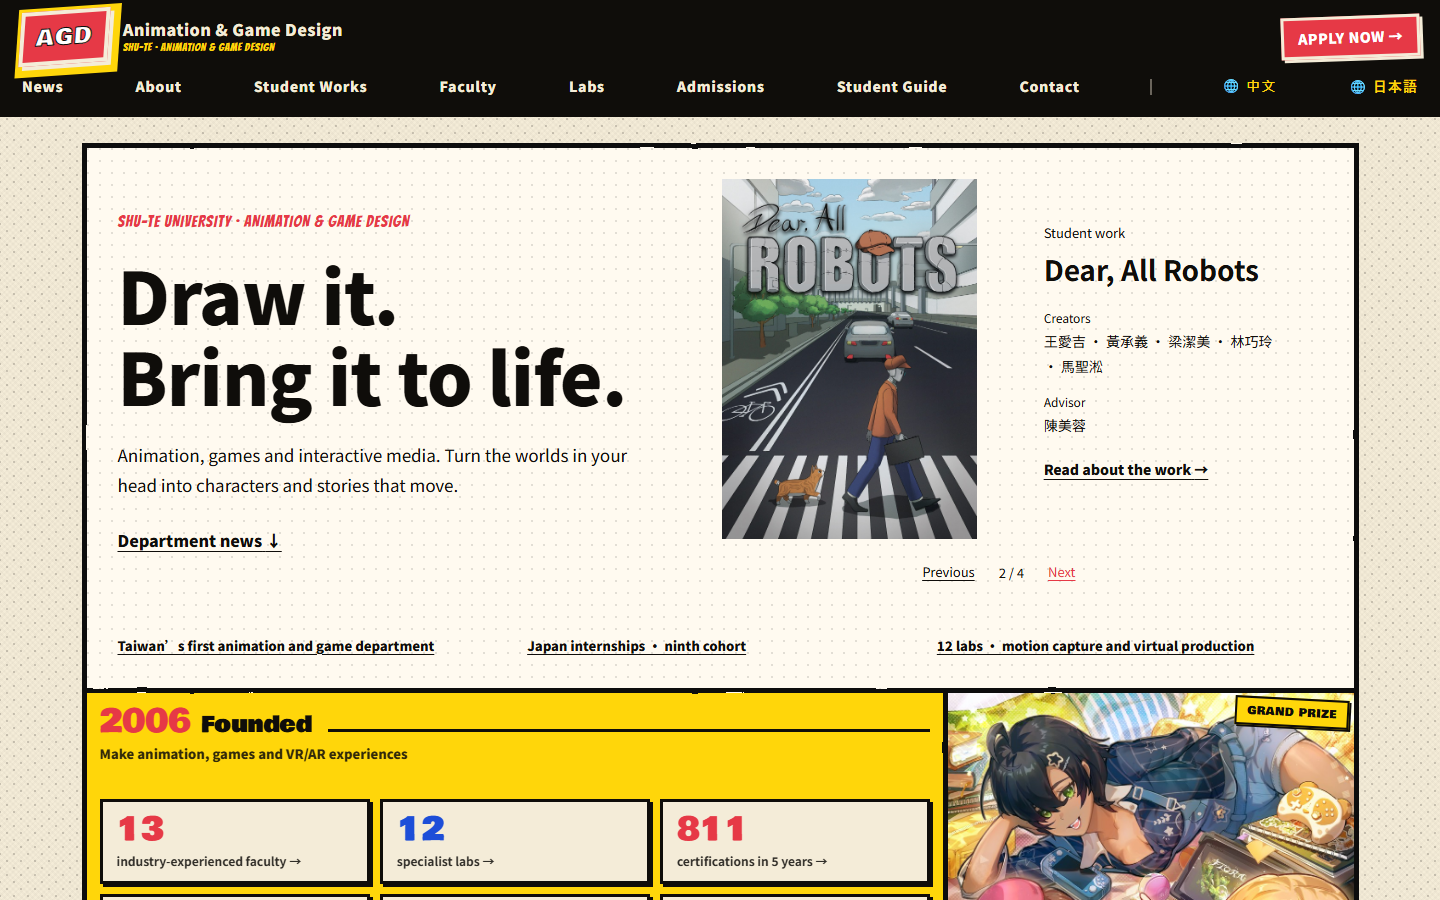 AGD
Animation & Game Design
SHU-TE · ANIMATION & GAME DESIGN
APPLY NOW →
News
About
Student Works
Faculty
Labs
Admissions
Student Guide
Contact
中文
日本語
SHU-TE UNIVERSITY · ANIMATION & GAME DESIGN
Draw it.
Bring it to life.
Animation, games and interactive media. Turn the worlds in your
head into characters and stories that move.
Department news ↓
Dear, All
ROBOTS
Student work
Dear, All Robots
Creators
王愛吉 · 黃承義 · 梁潔美 · 林巧玲
· 馬聖淞
Advisor
陳美蓉
Read about the work →
Previous
2 / 4
Next
Taiwan’s first animation and game department
Japan internships · ninth cohort
12 labs · motion capture and virtual production
2006 Founded
Make animation, games and VR/AR experiences
13
industry-experienced faculty →
12
specialist labs →
811
certifications in 5 years →
GRAND PRIZE